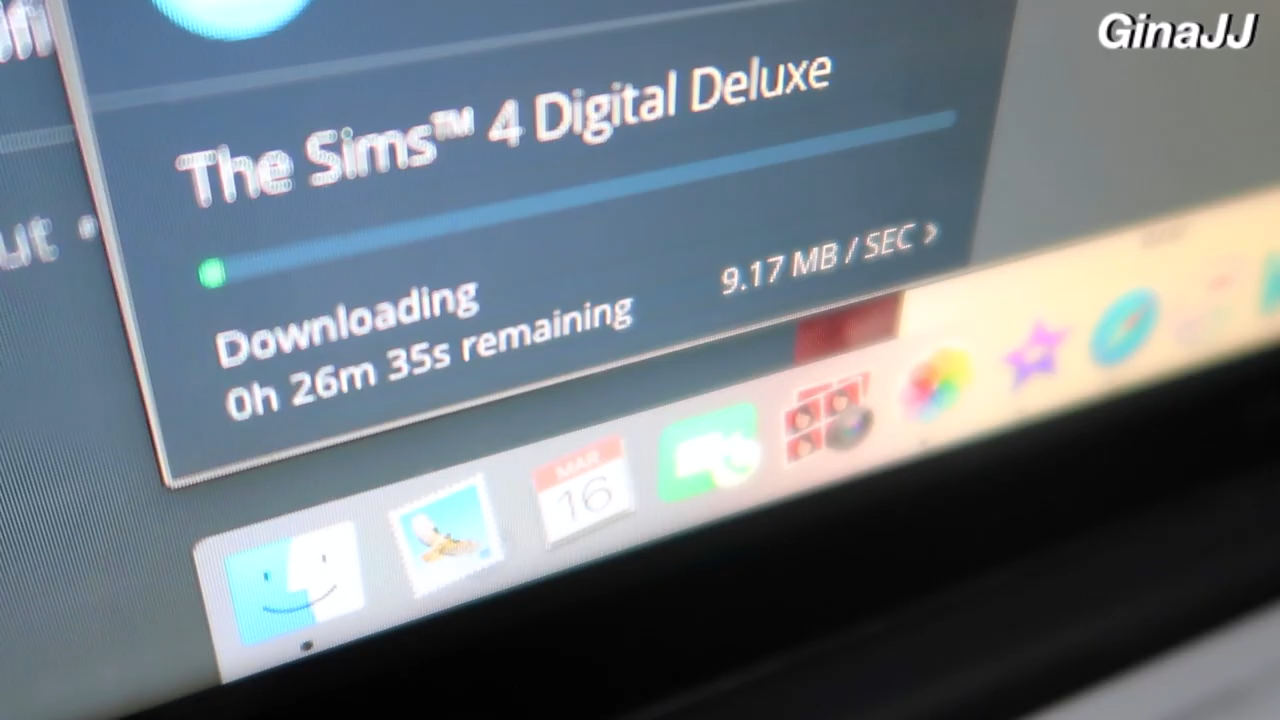 GinaJJ
The Sims™ 4 Digital Deluxe
9.17 MB / SEC >
Downloading
0h 26m 35s remaining
MAR
16